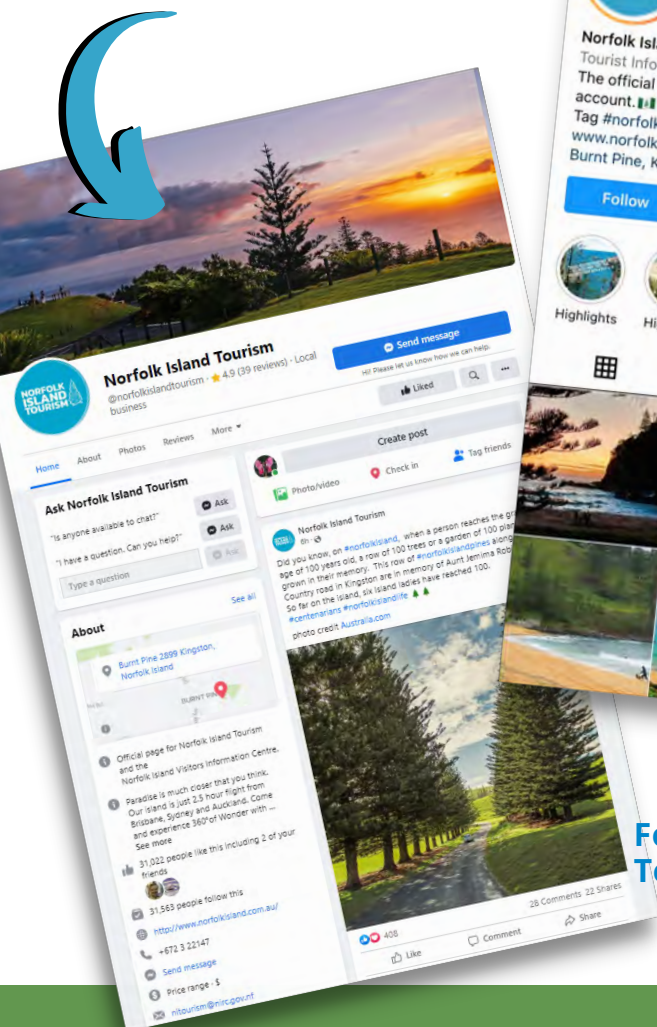 Norfolk Island Tourism
@norfolkislandtourism · 4.9 (39 reviews) · Local
business
Send message
Hi! Please let us know how we can help.
Liked
NORFOLK
ISLAND
TOURISM
Home About Photos Reviews More
Ask Norfolk Island Tourism
"Is anyone available to chat?" Ask
"I have a question. Can you help?" Ask
Type a question Ask
About See all
Burnt Pine 2899 Kingston,
Norfolk Island
BURNT PINE
Official page for Norfolk Island Tourism
and the
Norfolk Island Visitors Information Centre.
Paradise is much closer that you think.
Our island is just 2.5 hour flight from
Brisbane, Sydney and Auckland. Come
and experience 360°of Wonder with ...
See more
31,022 people like this including 2 of your
friends
31,563 people follow this
http://www.norfolkisland.com.au/
+672 3 22147
Send message
Price range · $
nitourism@nirc.gov.nf
Create post
Photo/video Check in Tag friends
Norfolk Island Tourism
6h ·
Did you know, on #norfolkisland, when a person reaches the
age of 100 years old, a row of 100 trees or a garden of 100
grown in their memory. This row of #norfolkislandpines along
Country road in Kingston are in memory of Aunt Jemima
So far on the island, six Island ladies have reached 100.
#centenarians #norfolkislandlife
photo credit Australia.com
408 28 Comments 22 Shares
Like Comment Share
Norfolk
Tourist
The official
account.
Tag
Burnt Pine,
Follow
Highlights